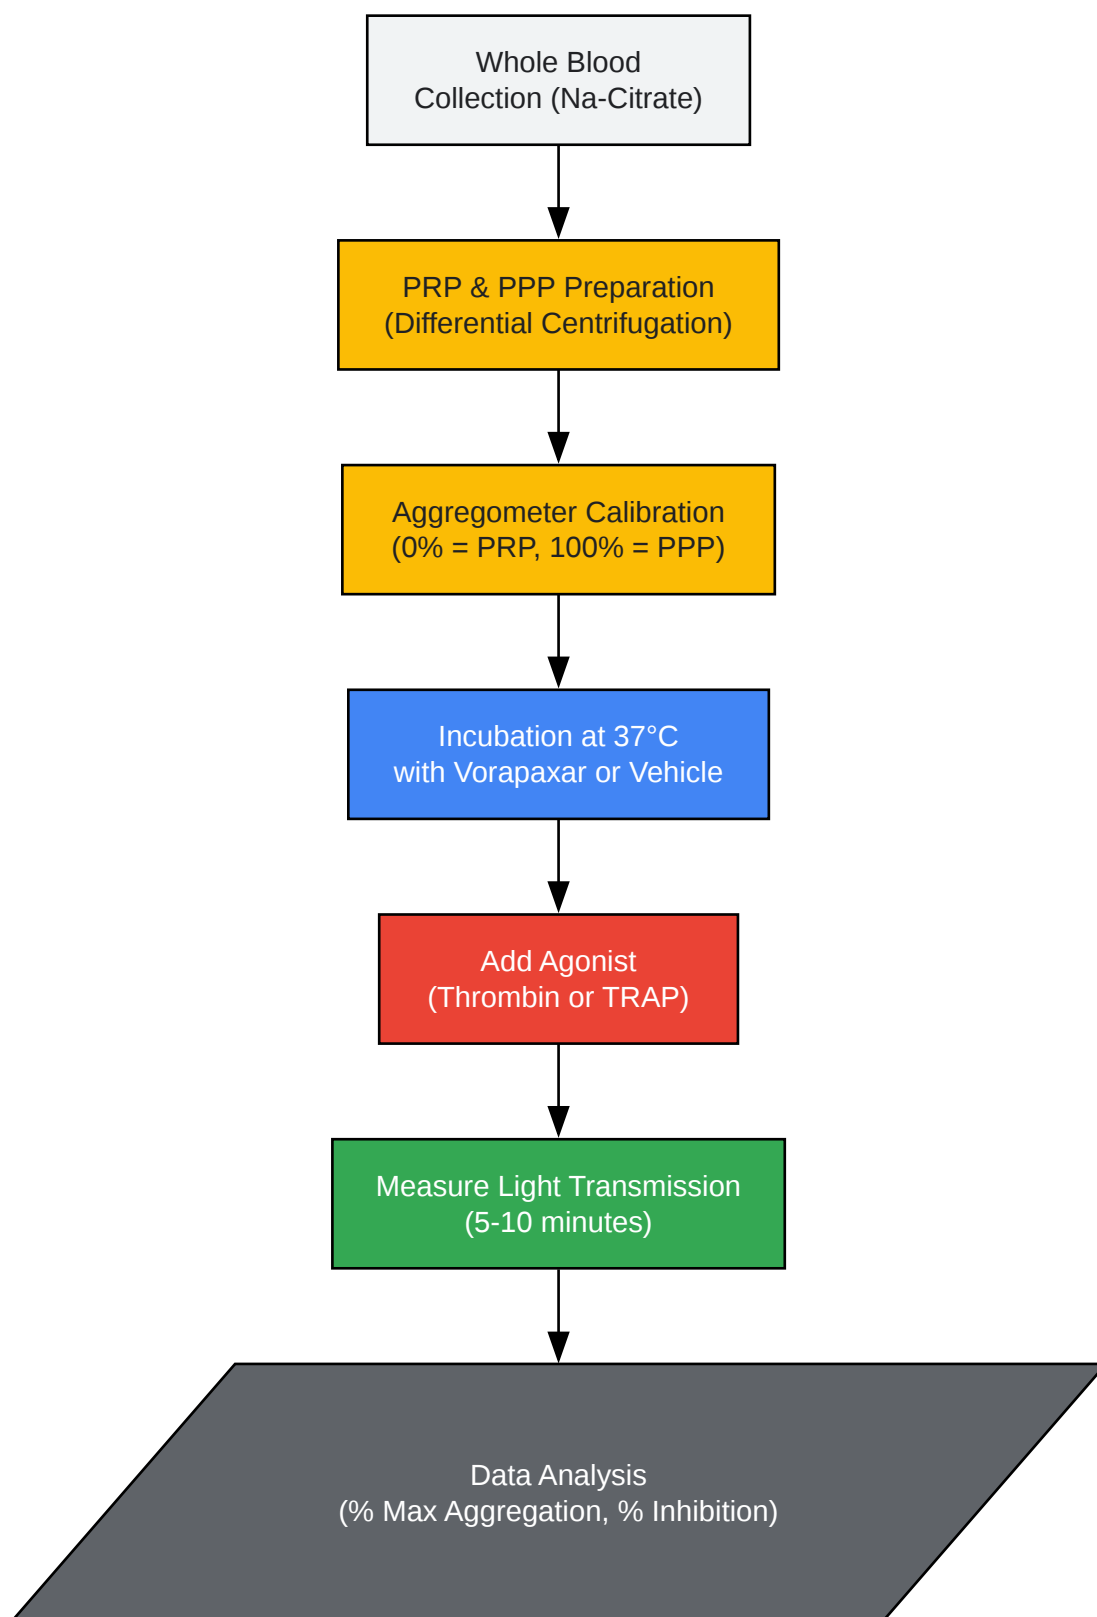 Whole Blood
Collection (Na-Citrate)
PRP & PPP Preparation
(Differential Centrifugation)
Aggregometer Calibration
(0% = PRP, 100% = PPP)
Incubation at 37°C
with Vorapaxar or Vehicle
Add Agonist
(Thrombin or TRAP)
Measure Light Transmission
(5-10 minutes)
Data Analysis
(% Max Aggregation, % Inhibition)